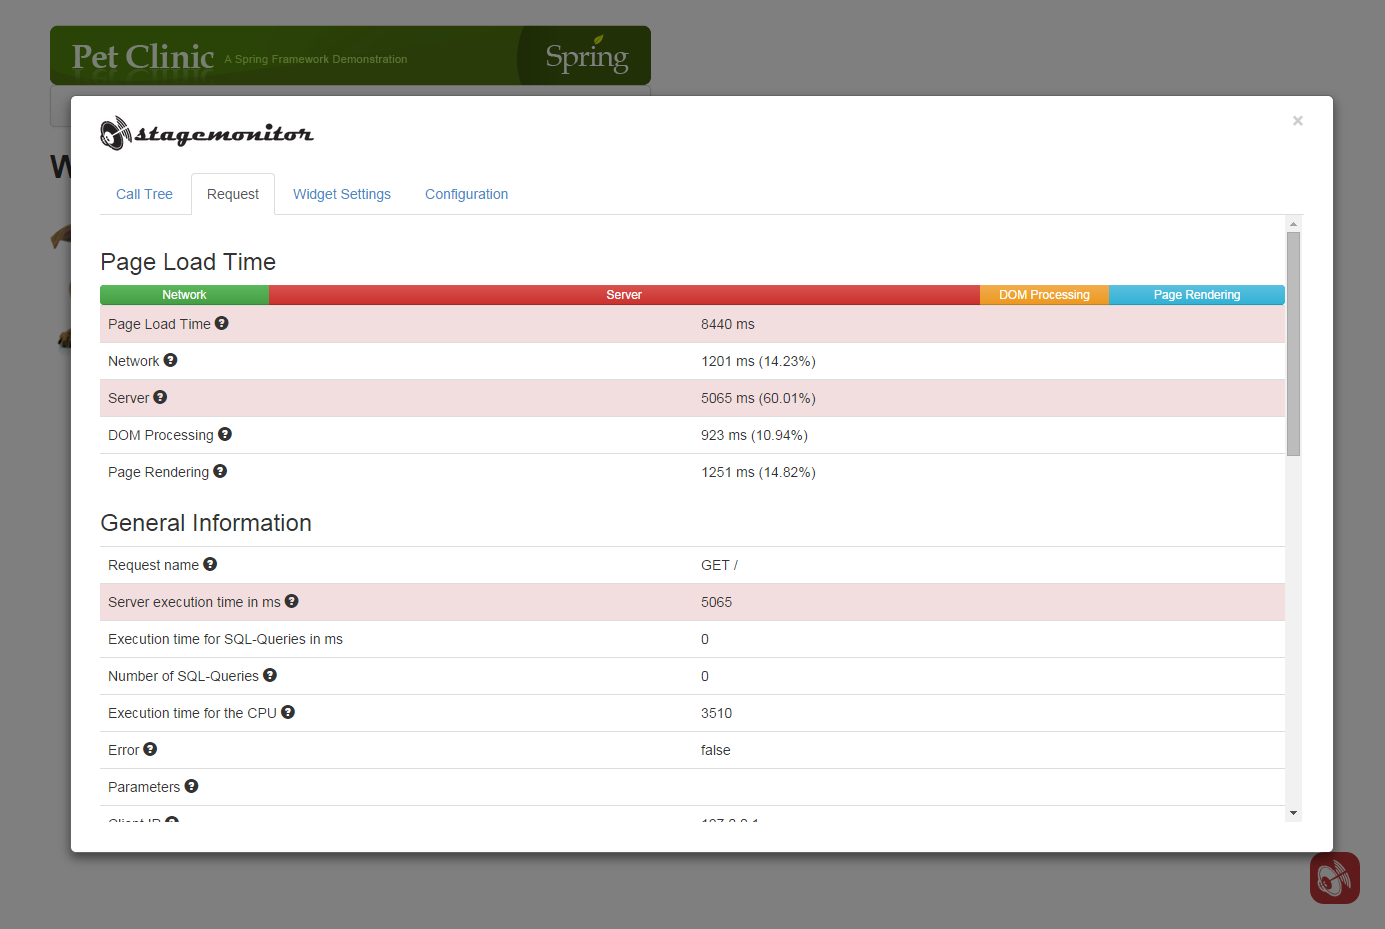 Pet Clinic A Spring Framework Demonstration Spring
W
stagemonitor ×
Call Tree Request Widget Settings Configuration
Page Load Time
Network Server DOM Processing Page Rendering
Page Load Time ? 8440 ms
Network ? 1201 ms (14.23%)
Server ? 5065 ms (60.01%)
DOM Processing ? 923 ms (10.94%)
Page Rendering ? 1251 ms (14.82%)
General Information
Request name ? GET /
Server execution time in ms ? 5065
Execution time for SQL-Queries in ms 0
Number of SQL-Queries ? 0
Execution time for the CPU ? 3510
Error ? false
Parameters ?